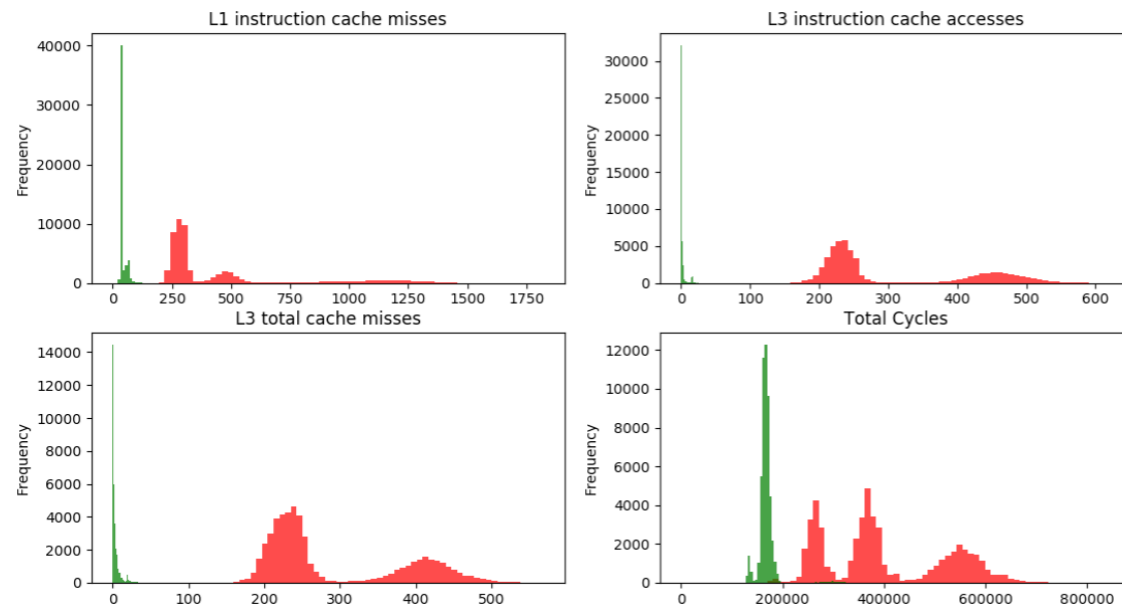 L1 instruction cache misses
Frequency
40000
30000
20000
10000
0
0 250 500 750 1000 1250 1500 1750
L3 instruction cache accesses
Frequency
30000
25000
20000
15000
10000
5000
0
0 100 200 300 400 500 600
L3 total cache misses
Frequency
14000
12000
10000
8000
6000
4000
2000
0
0 100 200 300 400 500
Total Cycles
Frequency
12000
10000
8000
6000
4000
2000
0
0 200000 400000 600000 800000